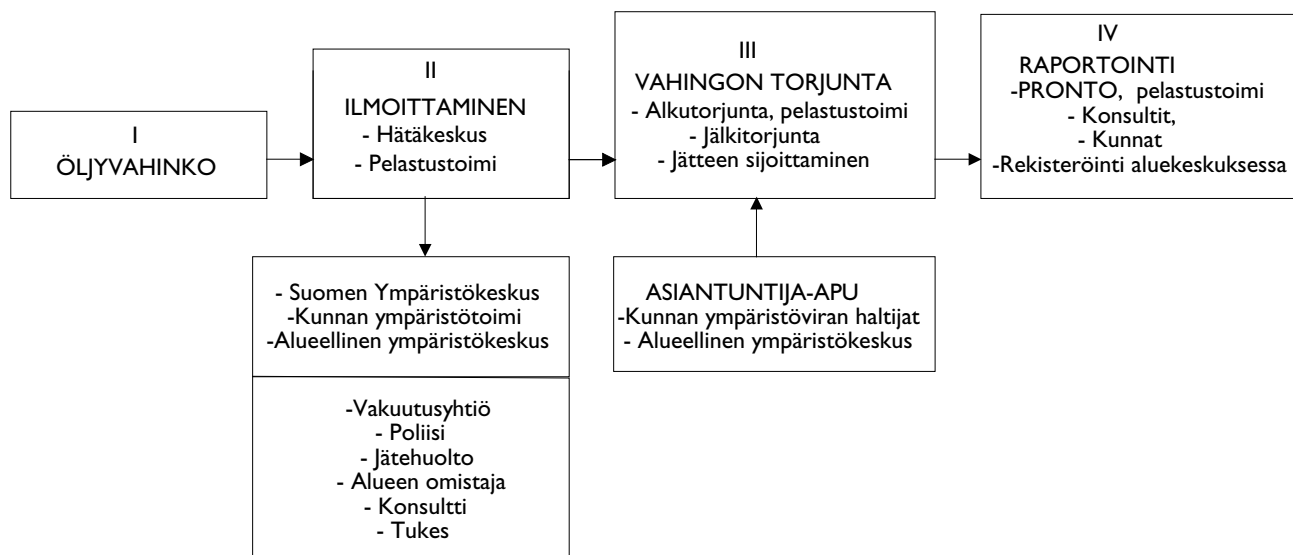 I
ÖLJYVAHINKO
II
ILMOITTAMINEN
- Hätäkeskus
- Pelastustoimi
III
VAHINGON TORJUNTA
- Alkutorjunta, pelastustoimi
- Jälkitorjunta
- Jätteen sijoittaminen
IV
RAPORTOINTI
-PRONTO, pelastustoimi
- Konsultit,
- Kunnat
-Rekisteröinti aluekeskuksessa
- Suomen Ympäristökeskus
-Kunnan ympäristötoimi
-Alueellinen ympäristökeskus
-Vakuutusyhtiö
- Poliisi
- Jätehuolto
- Alueen omistaja
- Konsultti
- Tukes
ASIANTUNTIJA-APU
-Kunnan ympäristöviran haltijat
- Alueellinen ympäristökeskus